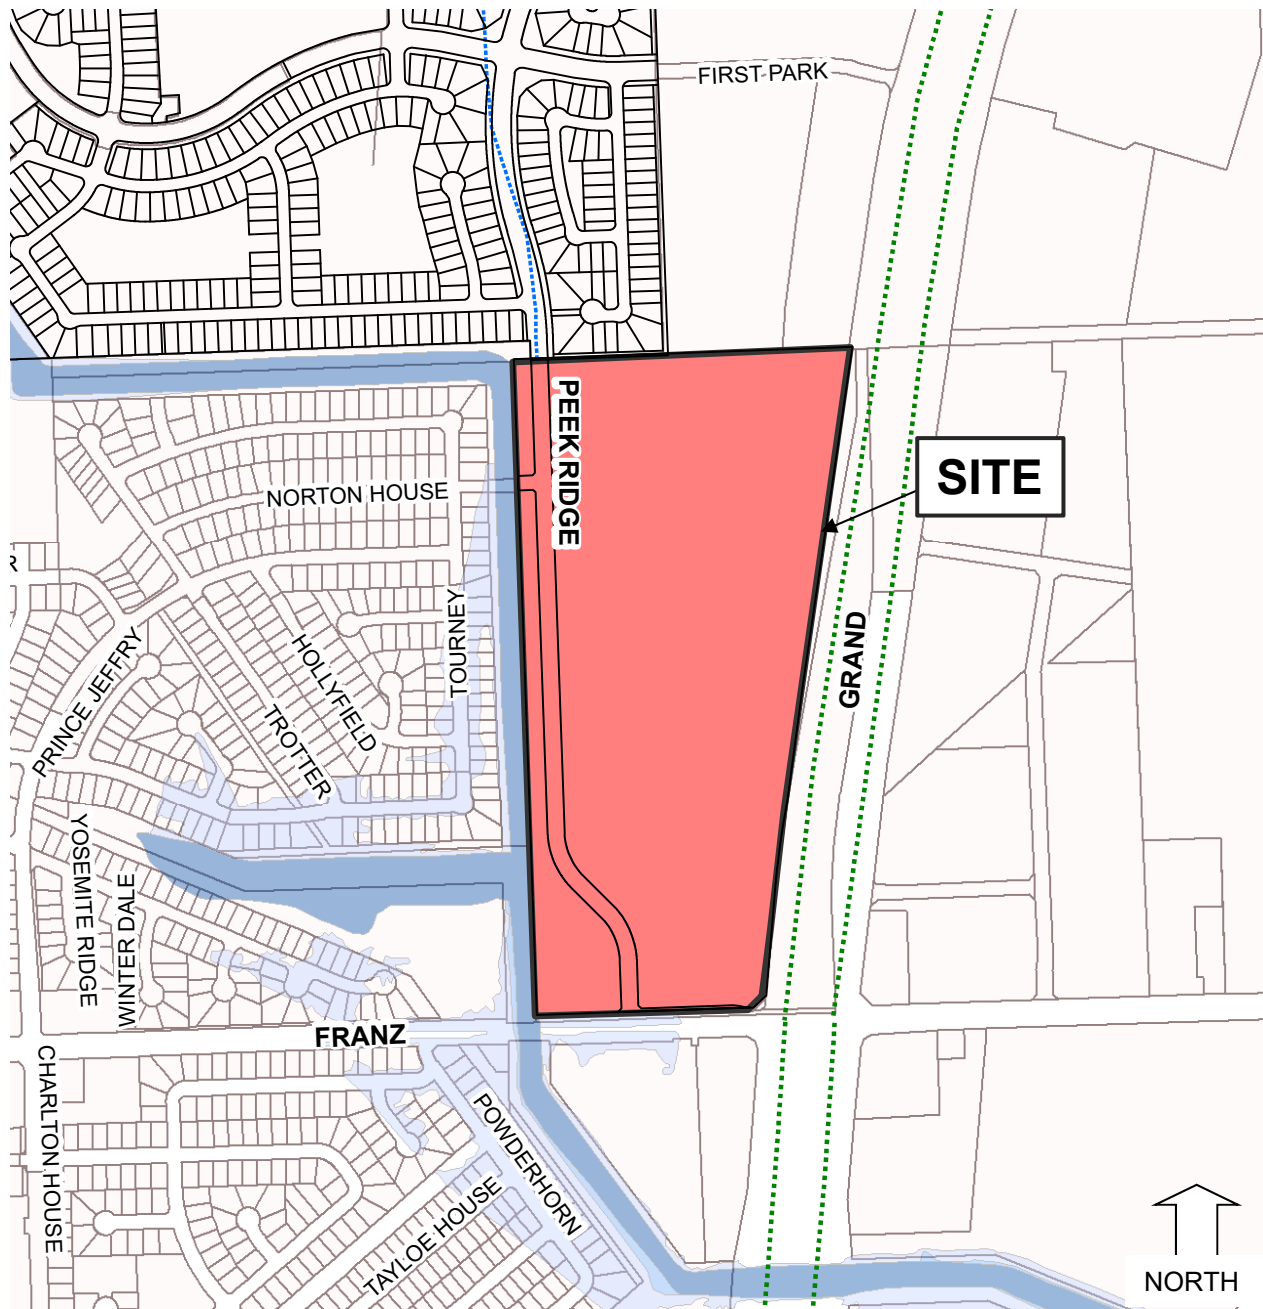 FIRST PARK
PEEK RIDGE
SITE
NORTON HOUSE
R
TOURNEY
GRAND
HOLLYFIELD
PRINCE JEFFRY
TROTTER
YOSEMITE RIDGE
WINTER DALE
FRANZ
CHARLTON HOUSE
POWDERHORN
TAYLOE HOUSE
NORTH